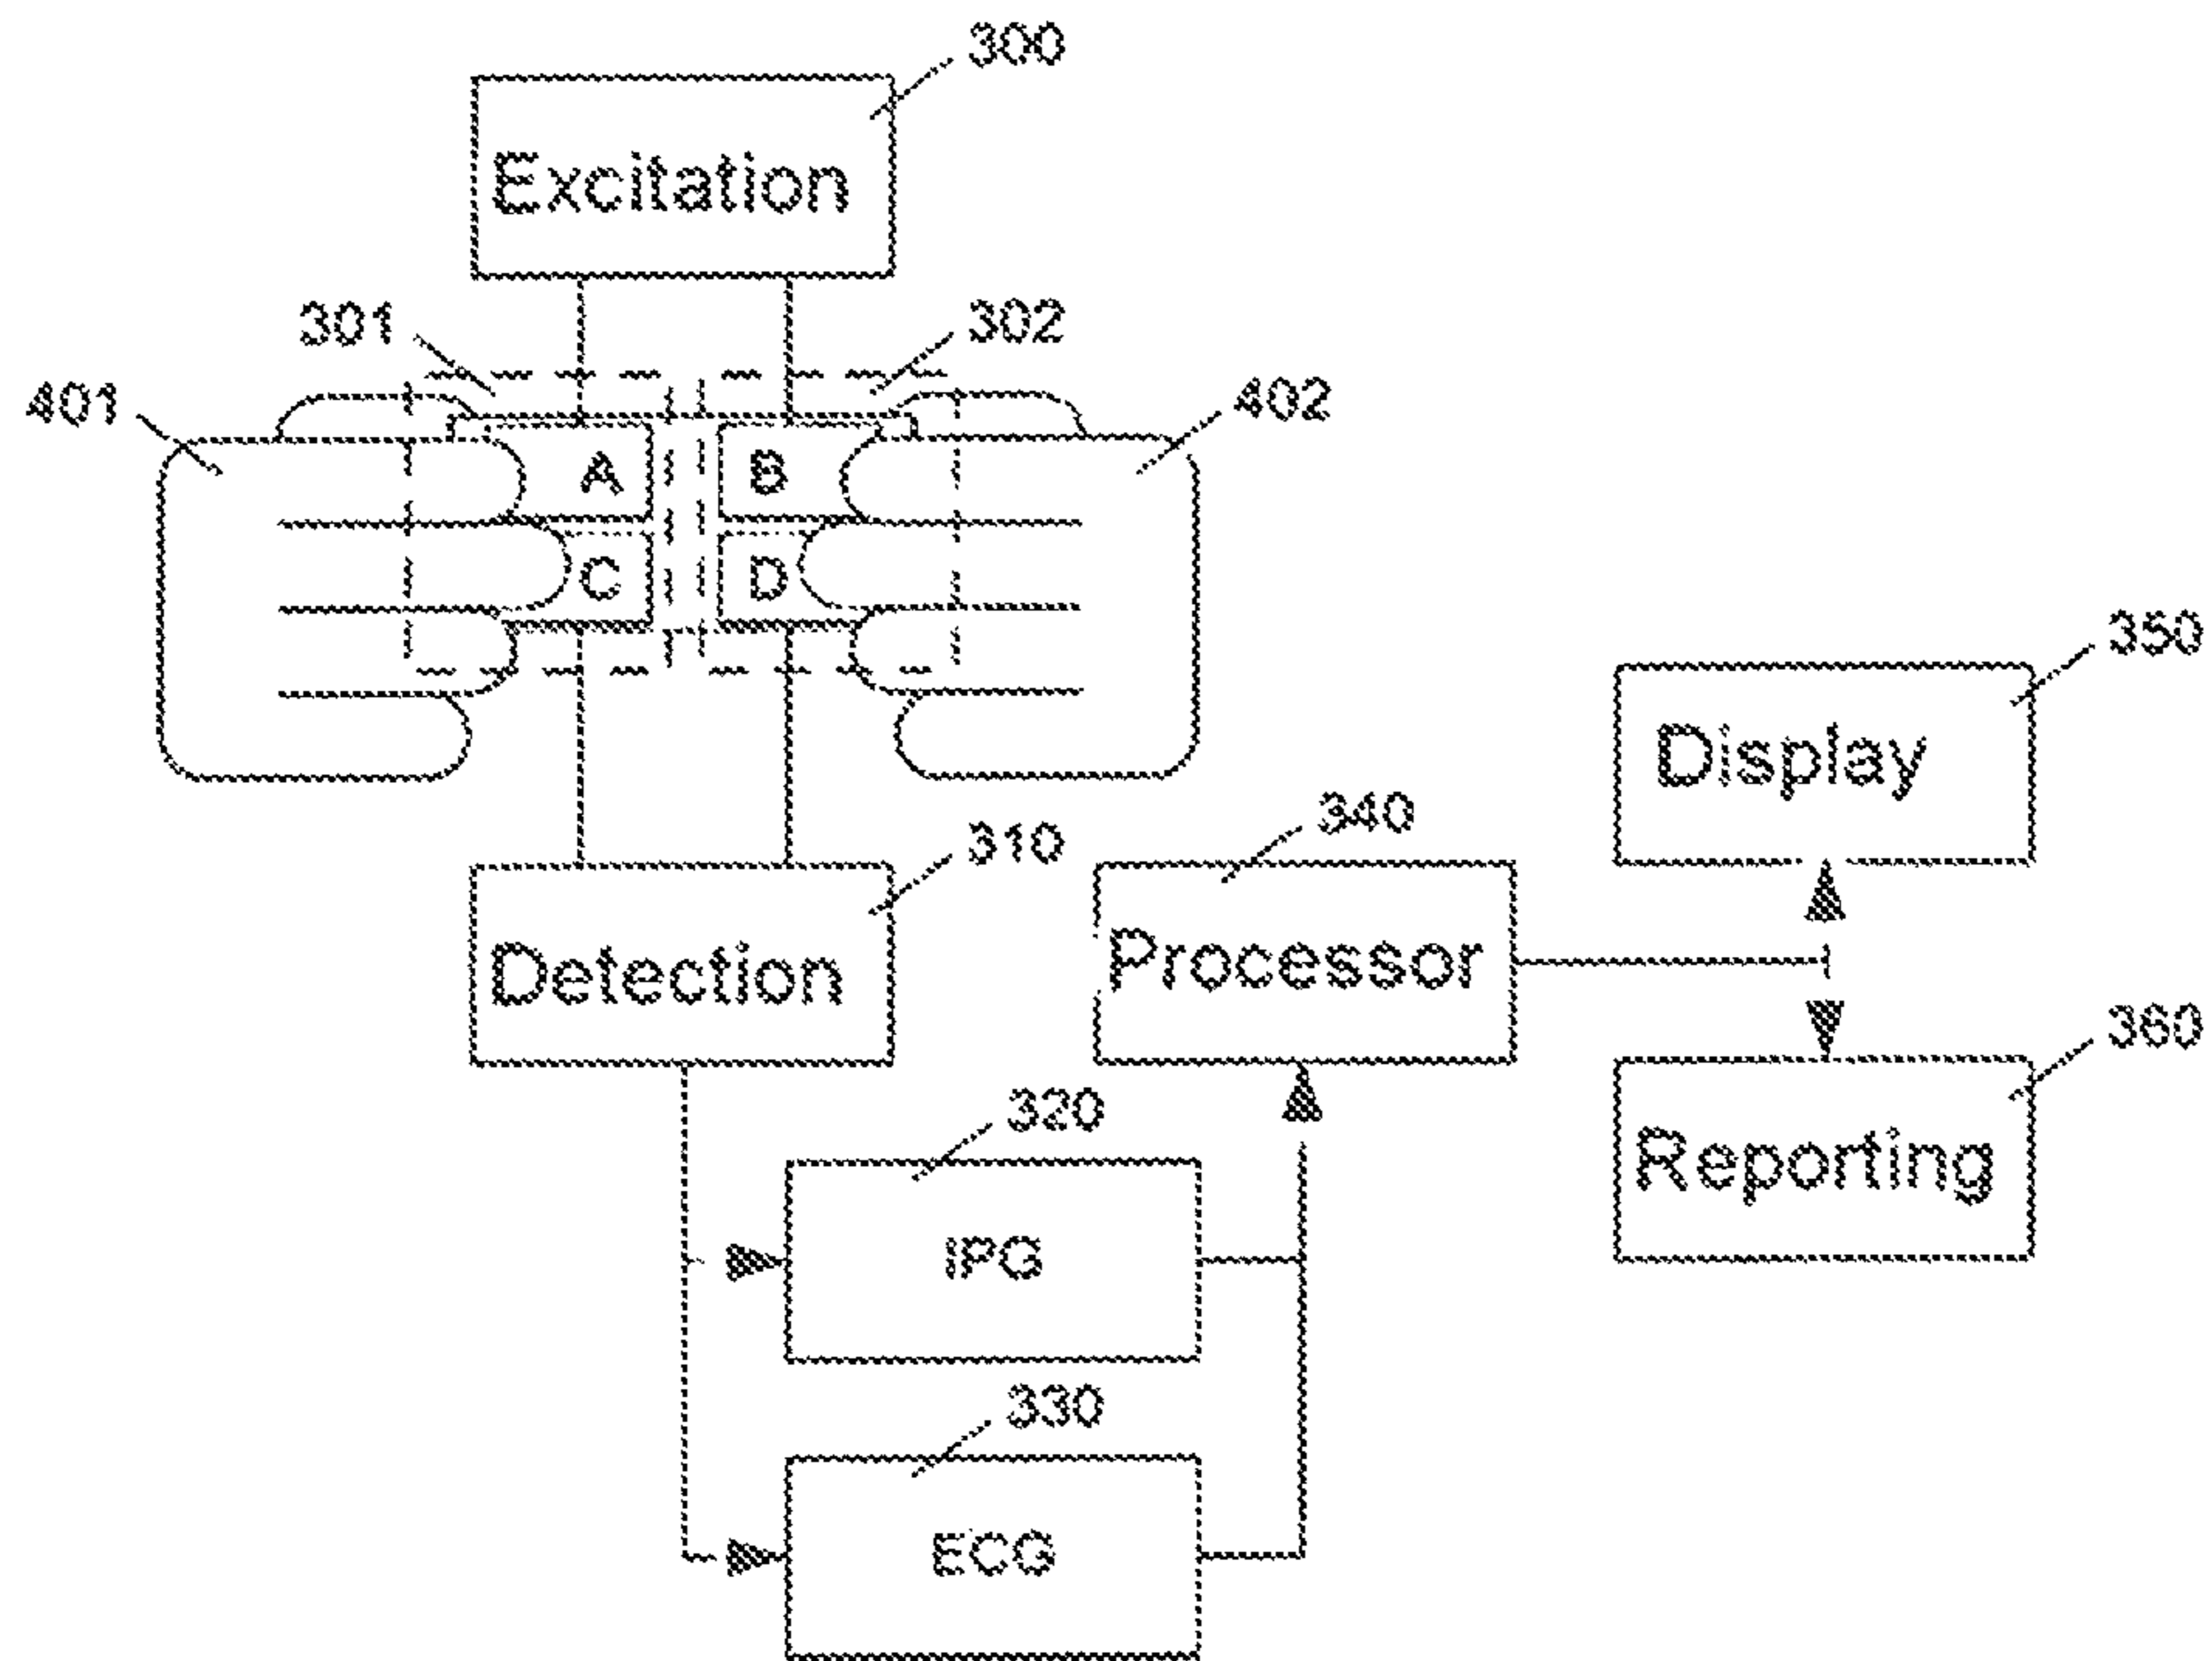 300
Excitation
301
302
401
402
A
B
C
D
350
Display
340
310
Processor
Detection
360
Reporting
320
IPG
330
ECG